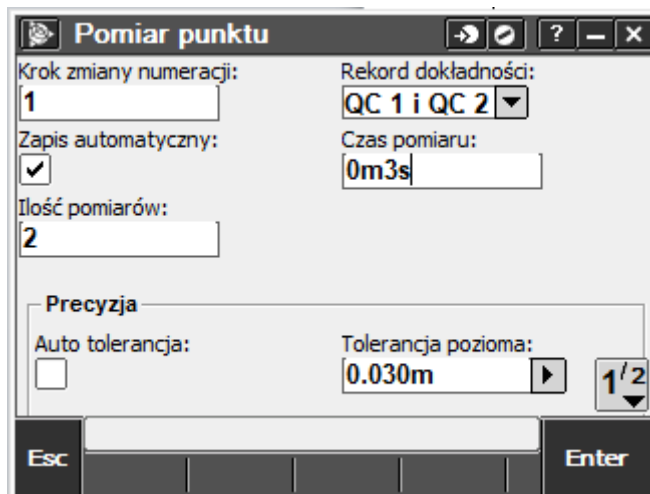 Pomiar punktu
? – ×
Krok zmiany numeracji:
Rekord dokładności:
1
QC 1 i QC 2
Zapis automatyczny:
Czas pomiaru:
0m3s
Ilość pomiarów:
2
Precyzja
Auto tolerancja:
Tolerancja pozioma:
0.030m
1/2
Esc
Enter